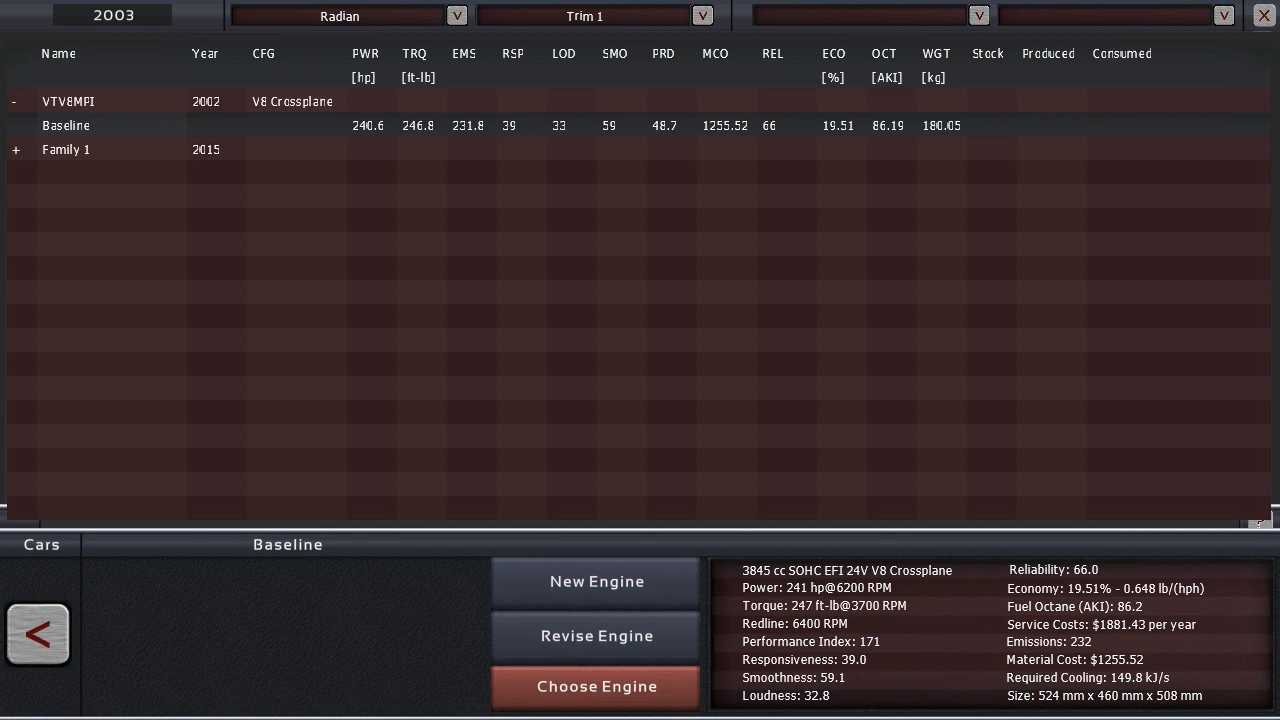 2003 Radian V Trim 1 V V V X
Name Year CFG PWR TRQ EMS RSP LOD SMO PRD MCO REL ECO OCT WGT Stock Produced Consumed
[hp] [ft-lb] [%] [AKI] [kg]
- VTV8MPI 2002 V8 Crossplane
Baseline 240.6 246.8 231.8 39 33 59 48.7 1255.52 66 19.51 86.19 180.05
+ Family 1 2015
Cars Baseline
<
New Engine
Revise Engine
Choose Engine
3845 cc SOHC EFI 24V V8 Crossplane
Power: 241 hp@6200 RPM
Torque: 247 ft-lb@3700 RPM
Redline: 6400 RPM
Performance Index: 171
Responsiveness: 39.0
Smoothness: 59.1
Loudness: 32.8
Reliability: 66.0
Economy: 19.51% - 0.648 lb/(hph)
Fuel Octane (AKI): 86.2
Service Costs: $1881.43 per year
Emissions: 232
Material Cost: $1255.52
Required Cooling: 149.8 kJ/s
Size: 524 mm x 460 mm x 508 mm